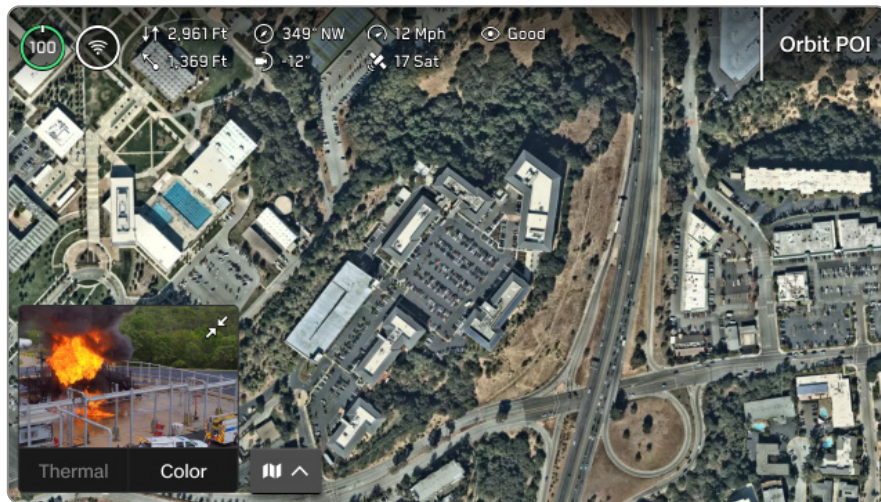 100
2,961 Ft
349° NW
12 Mph
Good
1,369 Ft
-12°
17 Sat
Orbit POI
Thermal
Color